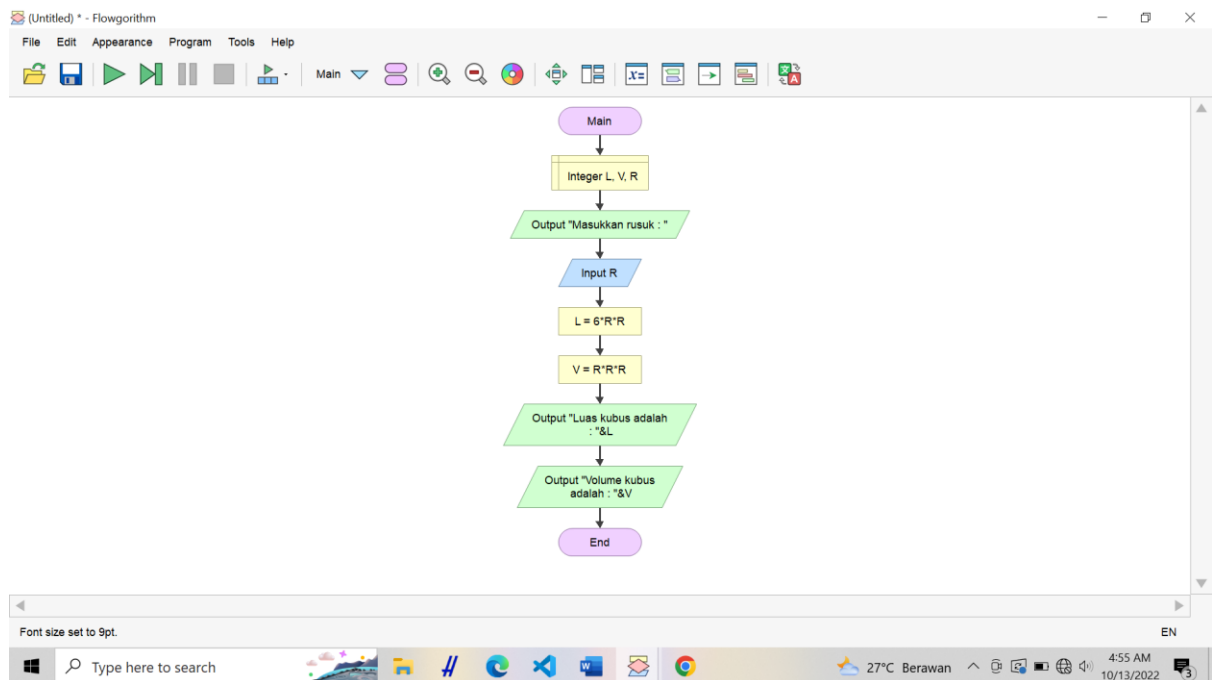 (Untitled) * - Flowgorithm
File Edit Appearance Program Tools Help
Main
x=
Main
Integer L, V, R
Output "Masukkan rusuk : "
Input R
L = 6*R*R
V = R*R*R
Output "Luas kubus adalah
: "&L
Output "Volume kubus
adalah : "&V
End
Font size set to 9pt.
EN
Type here to search
27°C Berawan
4:55 AM
10/13/2022
3